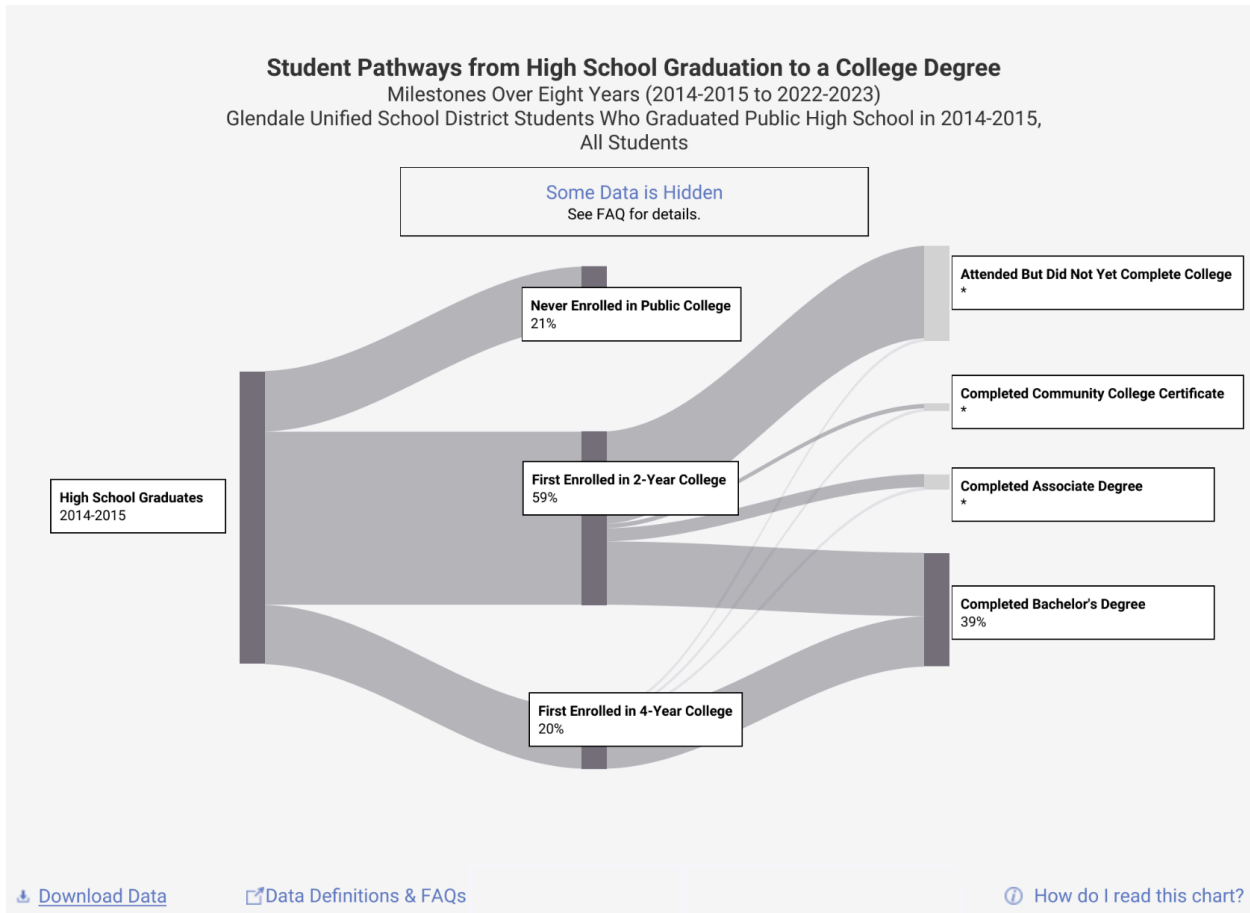 Student Pathways from High School Graduation to a College Degree
Milestones Over Eight Years (2014-2015 to 2022-2023)
Glendale Unified School District Students Who Graduated Public High School in 2014-2015,
All Students
Some Data is Hidden
See FAQ for details.
Attended But Did Not Yet Complete College
*
Never Enrolled in Public College
21%
Completed Community College Certificate
*
First Enrolled in 2-Year College
59%
Completed Associate Degree
*
High School Graduates
2014-2015
Completed Bachelor's Degree
39%
First Enrolled in 4-Year College
20%
Download Data
Data Definitions & FAQs
How do I read this chart?